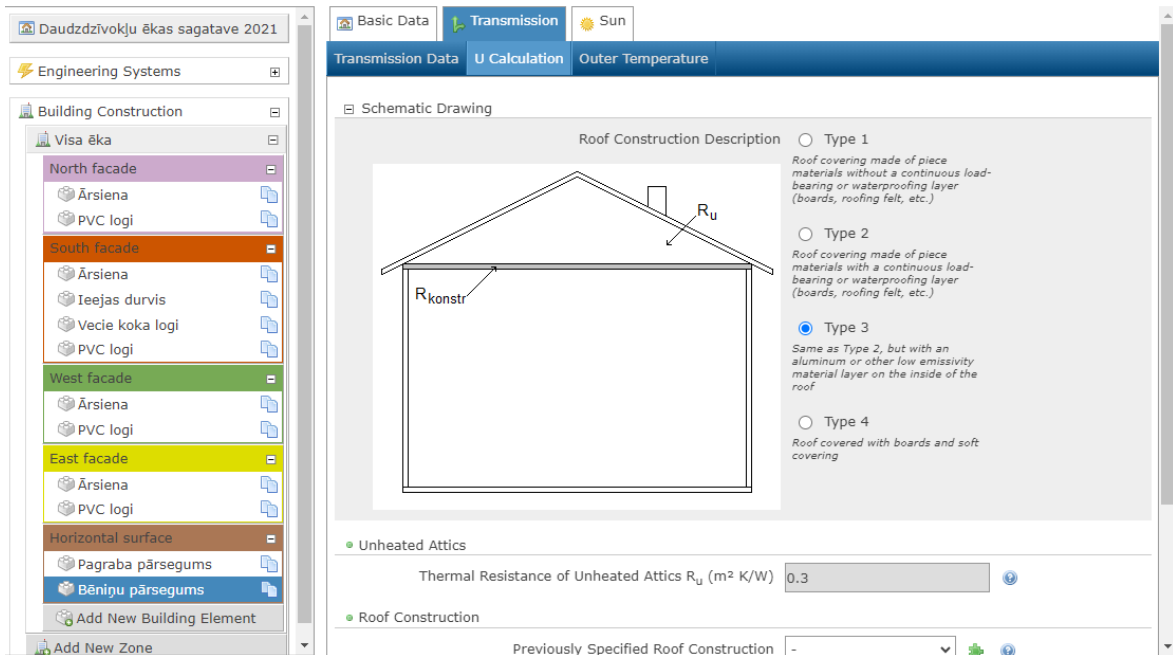 Daudzdzīvokļu ēkas sagatave 2021
Engineering Systems
Building Construction
Visa ēka
North facade
Ārsiena
PVC logi
South facade
Ārsiena
Ieejas durvis
Vecie koka logi
PVC logi
West facade
Ārsiena
PVC logi
East facade
Ārsiena
PVC logi
Horizontal surface
Pagraba pārsegums
Bēniņu pārsegums
Add New Building Element
Add New Zone
Basic Data
Transmission
Sun
Transmission Data
U Calculation
Outer Temperature
Schematic Drawing
Roof Construction Description
Ru
Rkonstr
Type 1
Roof covering made of piece
materials without a continuous load-
bearing or waterproofing layer
(boards, roofing felt, etc.)
Type 2
Roof covering made of piece
materials with a continuous load-
bearing or waterproofing layer
(boards, roofing felt, etc.)
Type 3
Same as Type 2, but with an
aluminum or other low emissivity
material layer on the inside of the
roof
Type 4
Roof covered with boards and soft
covering
Unheated Attics
Thermal Resistance of Unheated Attics Ru (m² K/W) 0.3
Roof Construction
Previously Specified Roof Construction -